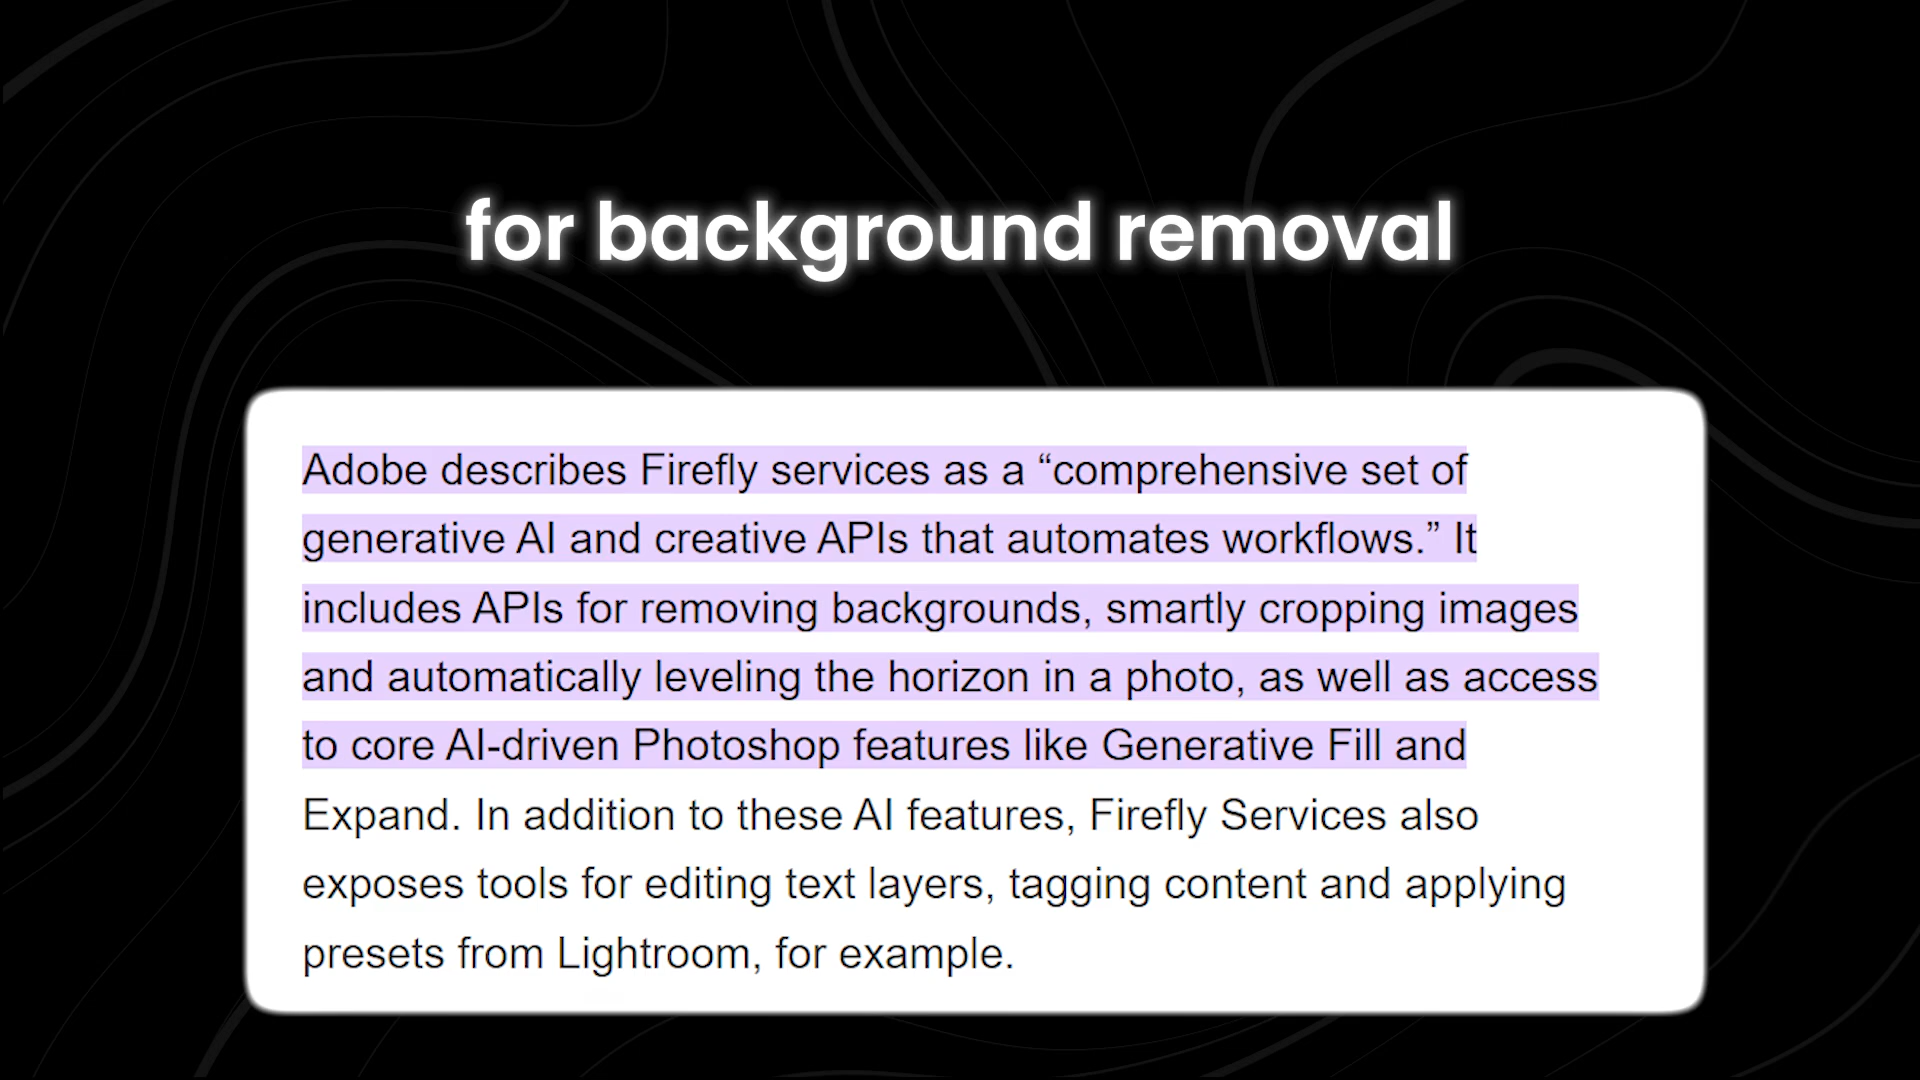 for background removal
Adobe describes Firefly services as a “comprehensive set of
generative AI and creative APIs that automates workflows.” It
includes APIs for removing backgrounds, smartly cropping images
and automatically leveling the horizon in a photo, as well as access
to core AI-driven Photoshop features like Generative Fill and
Expand. In addition to these AI features, Firefly Services also
exposes tools for editing text layers, tagging content and applying
presets from Lightroom, for example.